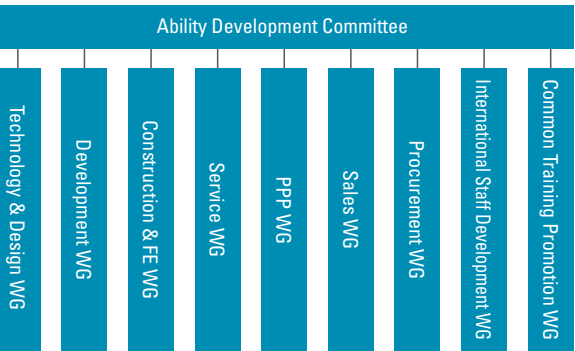 Ability Development Committee
Technology & Design WG
Development WG
Construction & FE WG
Service WG
PPP WG
Sales WG
Procurement WG
International Staff Development WG
Common Training Promotion WG